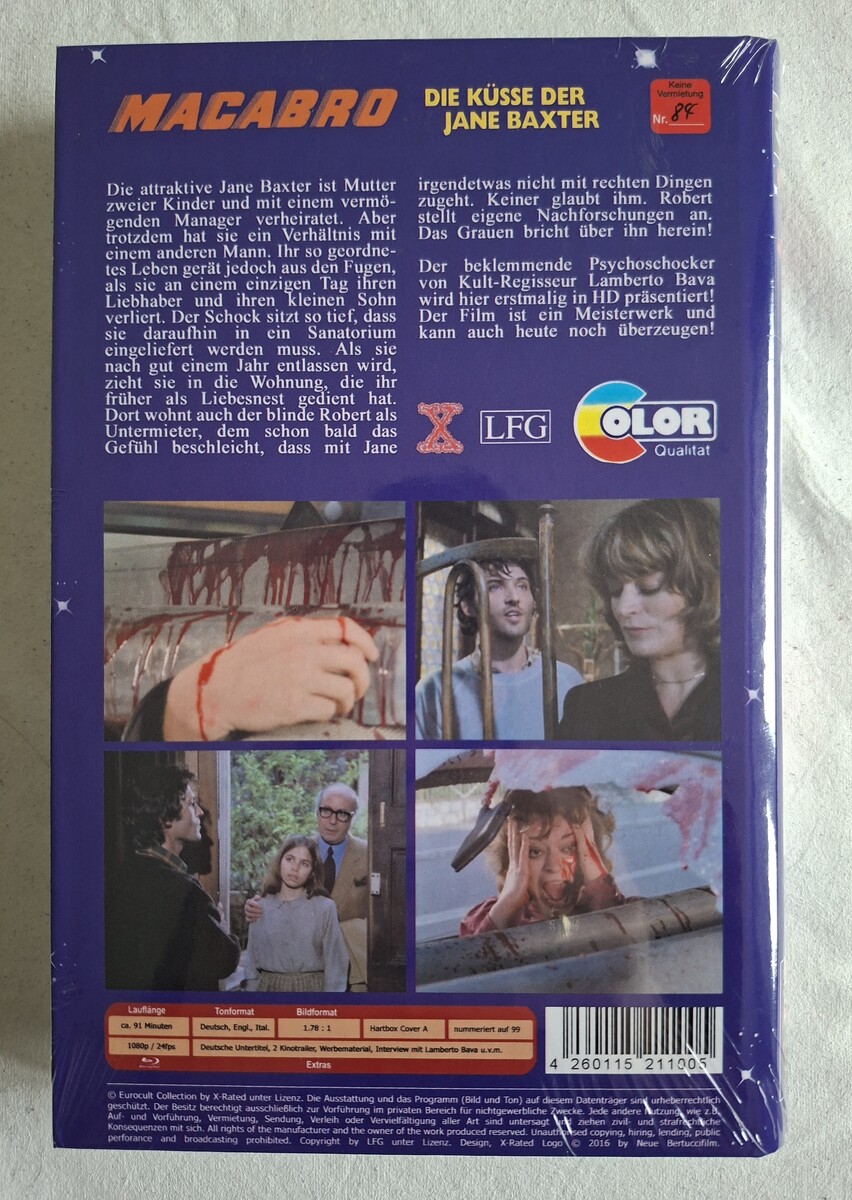 MACABRO
DIE KÜSSE DER
JANE BAXTER
Keine
Vermietung
Nr. 84
Die attraktive Jane Baxter ist Mutter
zweier Kinder und mit einem vermö-
genden Manager verheiratet. Aber
trotzdem hat sie ein Verhältnis mit
einem anderen Mann. Ihr so geordne-
tes Leben gerät jedoch aus den Fugen,
als sie an einem einzigen Tag ihren
Liebhaber und ihren kleinen Sohn
verliert. Der Schock sitzt so tief, dass
sie daraufhin in ein Sanatorium
eingeliefert werden muss. Als sie
nach gut einem Jahr entlassen wird,
zieht sie in die Wohnung, die ihr
früher als Liebesnest gedient hat.
Dort wohnt auch der blinde Robert als
Untermieter, dem schon bald das
Gefühl beschleicht, dass mit Jane
irgendetwas nicht mit rechten Dingen
zugeht. Keiner glaubt ihm. Robert
stellt eigene Nachforschungen an.
Das Grauen bricht über ihn herein!
Der beklemmende Psychoschocker
von Kult-Regisseur Lamberto Bava
wird hier erstmalig in HD präsentiert!
Der Film ist ein Meisterwerk und
kann auch heute noch überzeugen!
X
LFG
COLOR
Qualität
Lauflänge
Tonformat
Bildformat
ca. 91 Minuten
Deutsch, Engl., Ital.
1.78 : 1
Hartbox Cover A
nummeriert auf 99
1080p / 24fps
Deutsche Untertitel, 2 Kinotrailer, Werbematerial, Interview mit Lamberto Bava u.v.m.
Blu-ray Disc
Extras
4 260115 211005
© Eurocult Collection by X-Rated unter Lizenz. Die Ausstattung und das Programm (Bild und Ton) auf diesem Datenträger sind urheberrechtlich
geschützt. Der Besitz berechtigt ausschließlich zur Vorführung im privaten Bereich für nichtgewerbliche Zwecke. Jede andere Nutzung, wie z.B.
Auf- und Vorführung, Vermietung, Sendung, Verleih oder Vervielfältigung aller Art sind untersagt und ziehen zivil- und strafrechtliche
Konsequenzen mit sich. All rights of the manufacturer and the owner of the work produced reserved. Unauthorised copying, hiring, lending, public
perforance and broadcasting prohibited. Copyright by LFG unter Lizenz. Design, X-Rated Logo © 2016 by Neue Bertuccifilm.